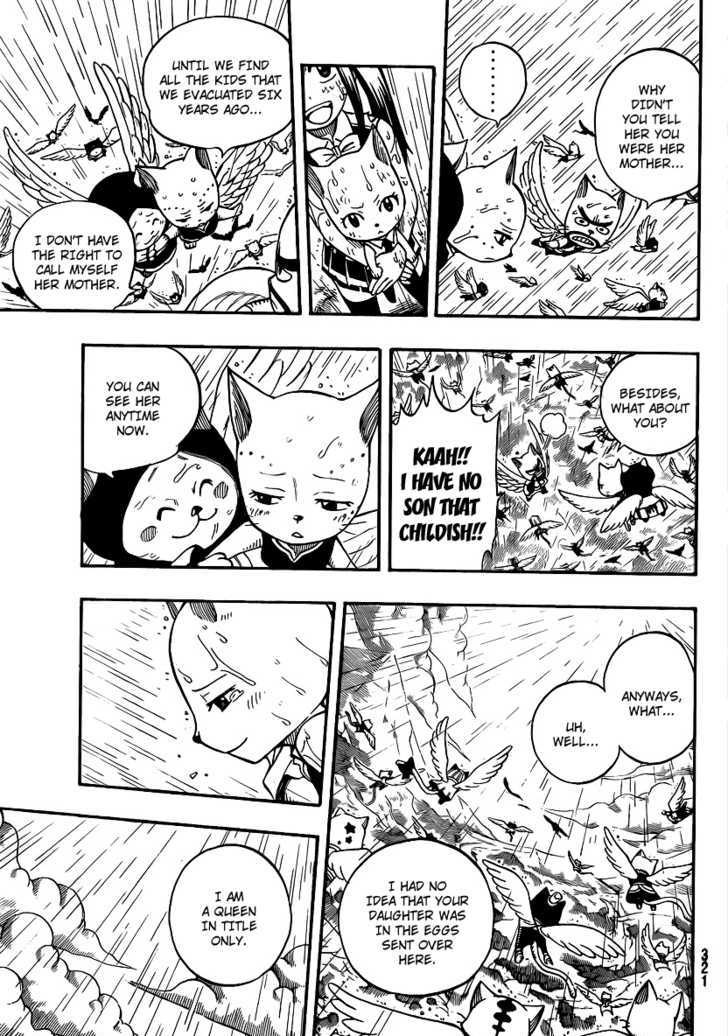 WHY
DIDN'T
YOU TELL
HER YOU
WERE HER
MOTHER...
......
UNTIL WE FIND
ALL THE KIDS THAT
WE EVACUATED SIX
YEARS AGO...
I DON'T HAVE
THE RIGHT TO
CALL MYSELF
HER MOTHER.
BESIDES,
WHAT ABOUT
YOU?
KAAH!!
I HAVE NO
SON THAT
CHILDISH!!
YOU CAN
SEE HER
ANYTIME
NOW.
ANYWAYS,
WHAT...
UH,
WELL...
I HAD NO
IDEA THAT YOUR
DAUGHTER WAS
IN THE EGGS
SENT OVER
HERE.
I AM
A QUEEN
IN TITLE
ONLY.
321